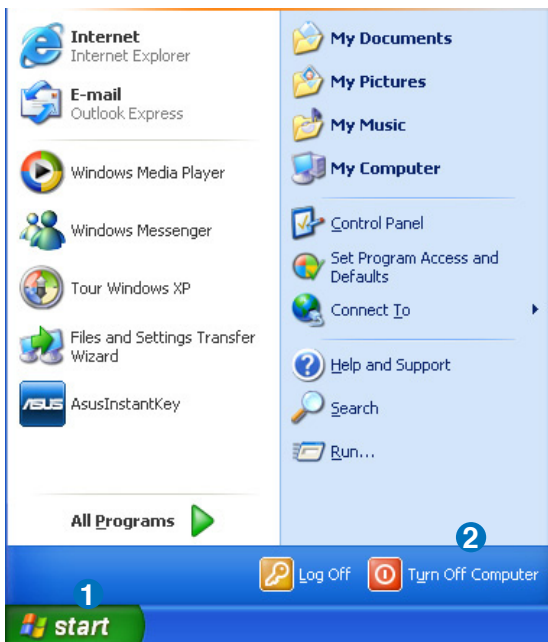 Internet
Internet Explorer
E-mail
Outlook Express
Windows Media Player
Windows Messenger
Tour Windows XP
Files and Settings Transfer
Wizard
ASUS AsusInstantKey
All Programs
My Documents
My Pictures
My Music
My Computer
Control Panel
Set Program Access and
Defaults
Connect To
Help and Support
Search
Run...
2
Log Off
Turn Off Computer
1
start